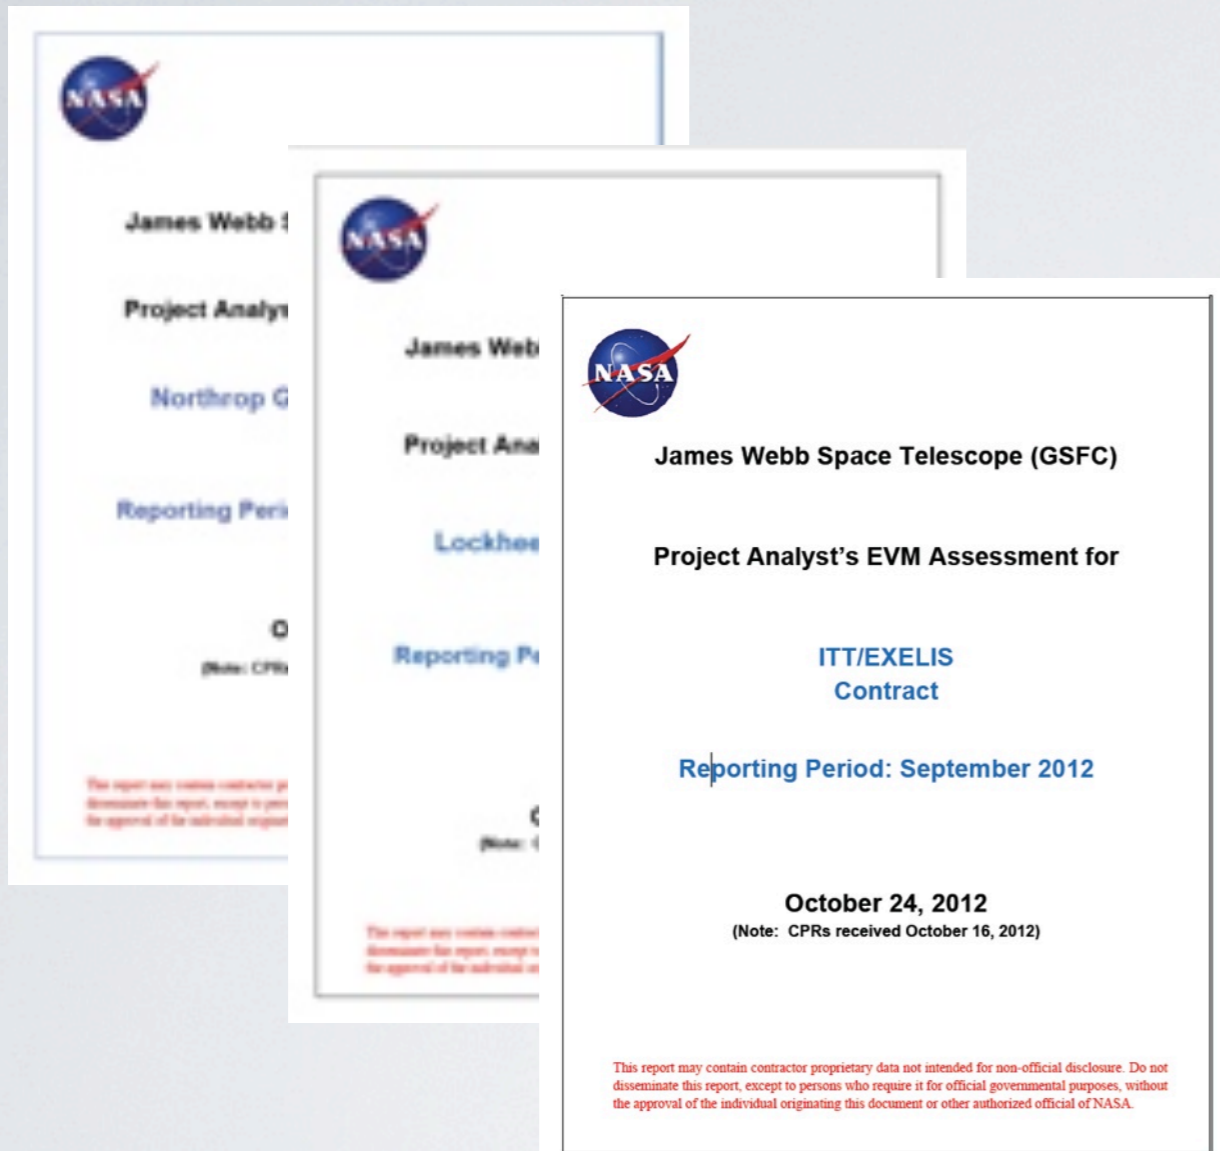 NASA
James Webb
Project Analys
Northrop G
Reporting Peri
NASA
James Web
Project Ana
Lockhee
Reporting Pe
NASA
James Webb Space Telescope (GSFC)
Project Analyst’s EVM Assessment for
ITT/EXELIS
Contract
Reporting Period: September 2012
October 24, 2012
(Note:  CPRs received October 16, 2012)
This report may contain contractor proprietary data not intended for non-official disclosure. Do not
disseminate this report, except to persons who require it for official governmental purposes, without
the approval of the individual originating this document or other authorized official of NASA.